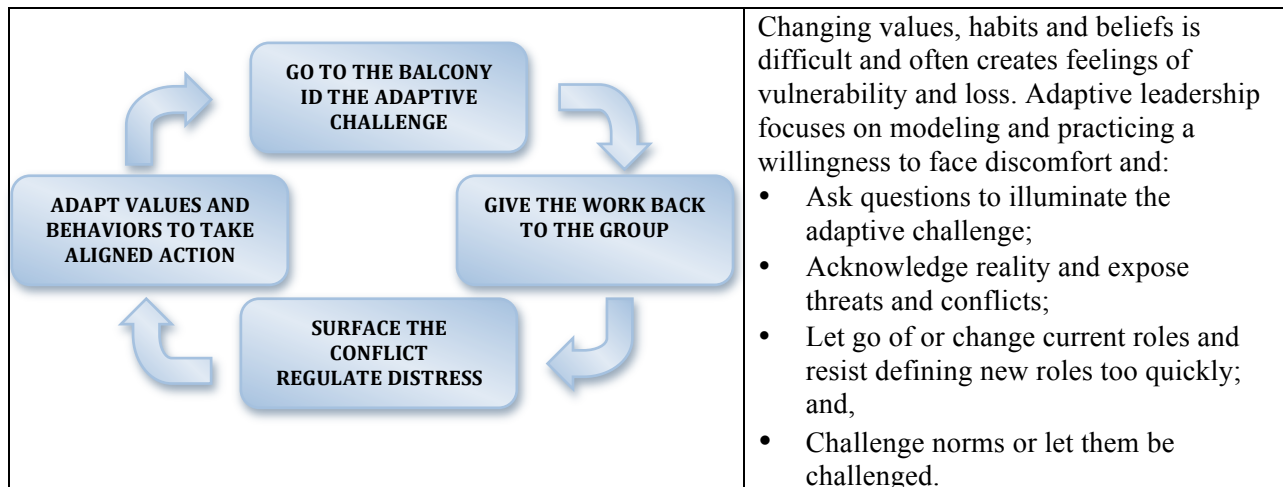 GO TO THE BALCONY
ID THE ADAPTIVE
CHALLENGE
GIVE THE WORK BACK
TO THE GROUP
SURFACE THE
CONFLICT
REGULATE DISTRESS
ADAPT VALUES AND
BEHAVIORS TO TAKE
ALIGNED ACTION
Changing values, habits and beliefs is
difficult and often creates feelings of
vulnerability and loss. Adaptive leadership
focuses on modeling and practicing a
willingness to face discomfort and:
• Ask questions to illuminate the
adaptive challenge;
• Acknowledge reality and expose
threats and conflicts;
• Let go of or change current roles and
resist defining new roles too quickly;
and,
• Challenge norms or let them be
challenged.